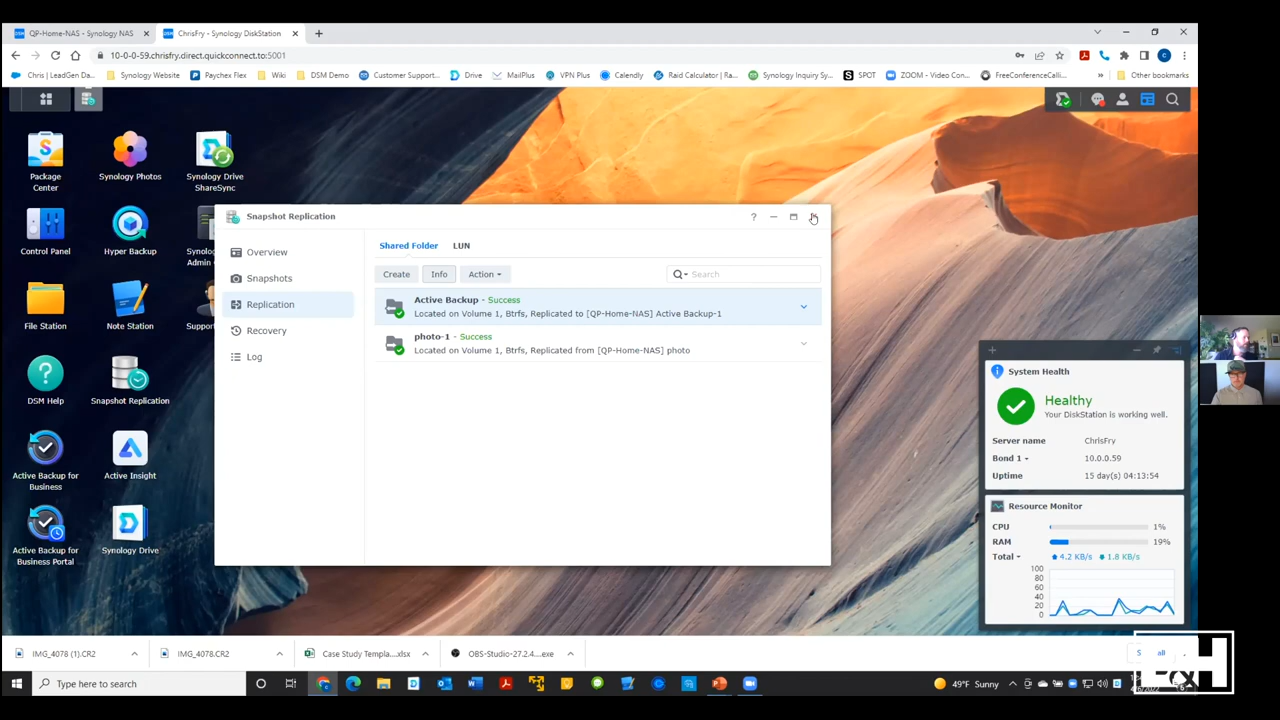 QP-Home-NAS - Synology NAS
ChrisFry - Synology DiskStation
10-0-0-59.chrisfry.direct.quickconnect.to:5001
Chris | LeadGen Da...
Synology Website
Paychex Flex
Wiki
DSM Demo
Customer Support...
Drive
MailPlus
VPN Plus
Calendly
Raid Calculator | Ra...
Synology Inquiry Sy...
SPOT
ZOOM - Video Con...
FreeConferenceCalli...
Other bookmarks
Package
Center
Synology Photos
Synology Drive
ShareSync
Control Panel
Hyper Backup
Synology
Admin
File Station
Note Station
Support
DSM Help
Snapshot Replication
Active Backup for
Business
Active Insight
Active Backup for
Business Portal
Synology Drive
Snapshot Replication
Overview
Snapshots
Replication
Recovery
Log
Shared Folder
LUN
Create
Info
Action
Search
Active Backup - Success
Located on Volume 1, Btrfs, Replicated to [QP-Home-NAS] Active Backup-1
photo-1 - Success
Located on Volume 1, Btrfs, Replicated from [QP-Home-NAS] photo
System Health
Healthy
Your DiskStation is working well.
Server name
ChrisFry
Bond 1
10.0.0.59
Uptime
15 day(s) 04:13:54
Resource Monitor
CPU
1%
RAM
19%
Total
4.2 KB/s
1.8 KB/s
100
80
60
40
20
0
IMG_4078 (1).CR2
IMG_4078.CR2
Case Study Templa....xlsx
OBS-Studio-27.2.4....exe
Type here to search
49°F Sunny